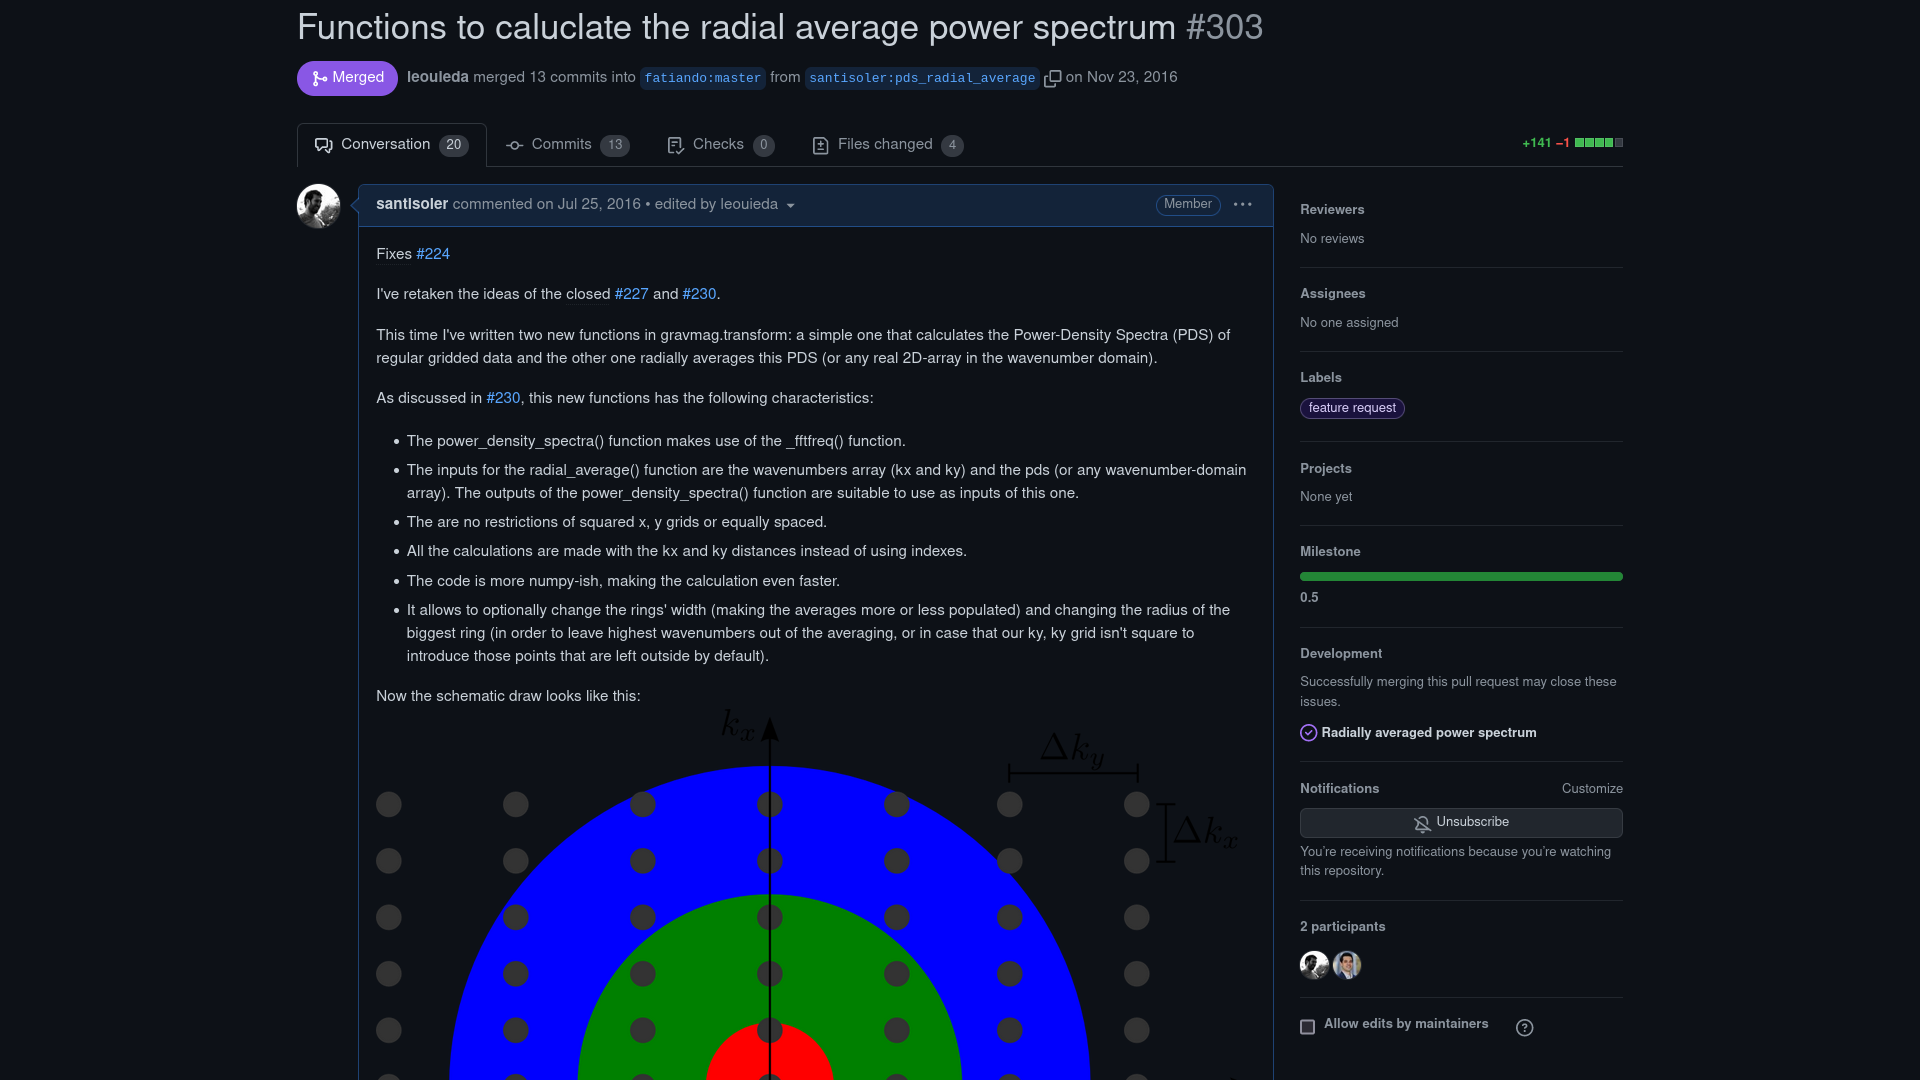 Functions to caluclate the radial average power spectrum #303
Merged leouieda merged 13 commits into fatiando:master from santisoler:pds_radial_average on Nov 23, 2016
Conversation 20 Commits 13 Checks 0 Files changed 4 +141 −1
santisoler commented on Jul 25, 2016 • edited by leouieda Member
Fixes #224
I've retaken the ideas of the closed #227 and #230.
This time I've written two new functions in gravmag.transform: a simple one that calculates the Power-Density Spectra (PDS) of
regular gridded data and the other one radially averages this PDS (or any real 2D-array in the wavenumber domain).
As discussed in #230, this new functions has the following characteristics:
• The power_density_spectra() function makes use of the _fftfreq() function.
• The inputs for the radial_average() function are the wavenumbers array (kx and ky) and the pds (or any wavenumber-domain
array). The outputs of the power_density_spectra() function are suitable to use as inputs of this one.
• The are no restrictions of squared x, y grids or equally spaced.
• All the calculations are made with the kx and ky distances instead of using indexes.
• The code is more numpy-ish, making the calculation even faster.
• It allows to optionally change the rings' width (making the averages more or less populated) and changing the radius of the
biggest ring (in order to leave highest wavenumbers out of the averaging, or in case that our ky, ky grid isn't square to
introduce those points that are left outside by default).
Now the schematic draw looks like this:
k_x
Δk_y
Δk_x
Reviewers
No reviews
Assignees
No one assigned
Labels
feature request
Projects
None yet
Milestone
0.5
Development
Successfully merging this pull request may close these
issues.
Radially averaged power spectrum
Notifications Customize
Unsubscribe
You're receiving notifications because you're watching
this repository.
2 participants
Allow edits by maintainers ?